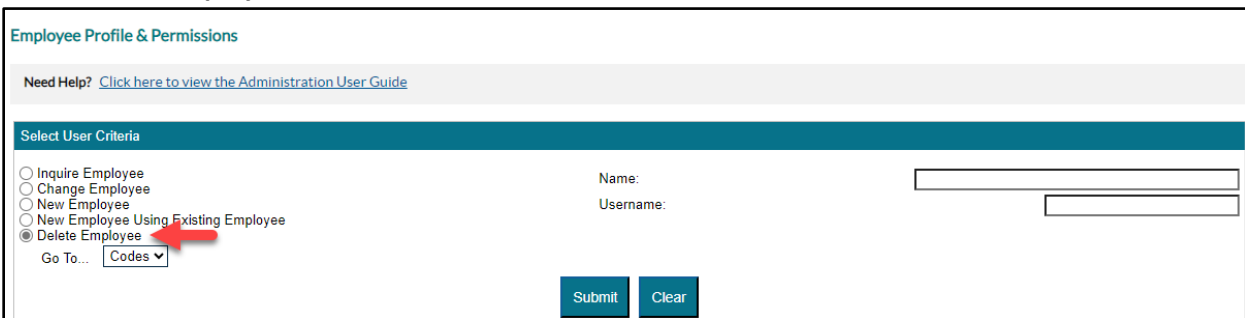 Employee Profile & Permissions
Need Help? Click here to view the Administration User Guide
Select User Criteria
Inquire Employee
Change Employee
New Employee
New Employee Using Existing Employee
Delete Employee
Go To... Codes
Name:
Username:
Submit Clear